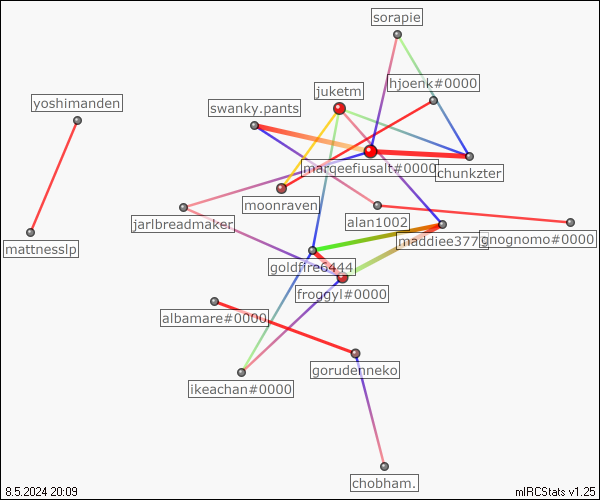 sorapie
hjoenk#0000
juketm
yoshimanden
swanky.pants
margeefiusalt#0000
chunkzter
moonraven
jarlbreadmaker
alan1002
gnognomo#0000
mattnesslp
goldfire6444
froggyl#0000
albamare#0000
gorudenneko
ikeachan#0000
chobham.
8.5.2024 20:09
mIRCStats v1.25